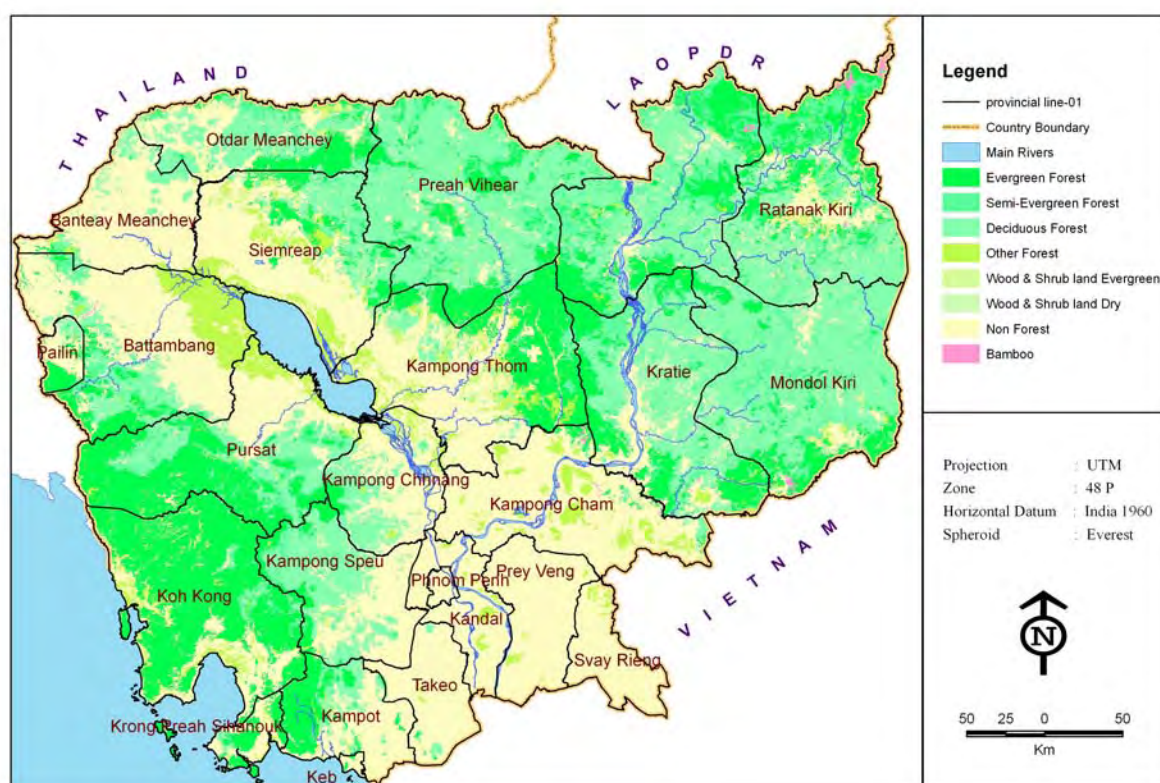 THAILAND
LAOPDR
Otdar Meanchey
Preah Vihear
Ratanak Kiri
Banteay Meanchey
Siemreap
Pailin
Battambang
Kampong Thom
Kratie
Mondol Kiri
Pursat
Kampong Chhnang
Kampong Cham
Kampong Speu
Phnom Penh
Prey Veng
Koh Kong
Kandal
Svay Rieng
Takeo
Krong Preah Sihanouk
Kampot
Keb
VIETNAM
Legend
provincial line-01
Country Boundary
Main Rivers
Evergreen Forest
Semi-Evergreen Forest
Deciduous Forest
Other Forest
Wood & Shrub land Evergreen
Wood & Shrub land Dry
Non Forest
Bamboo
Projection : UTM
Zone : 48 P
Horizontal Datum : India 1960
Spheroid : Everest
N
50 25 0 50
Km